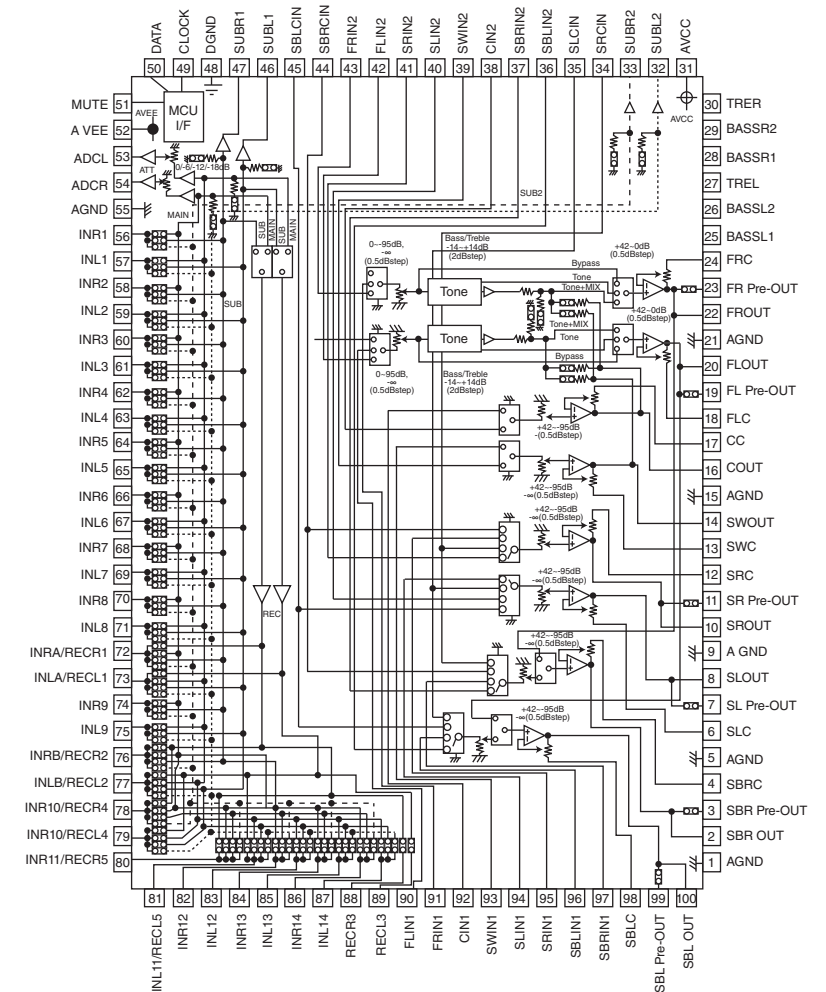 DATA
CLOCK
DGND
SUBR1
SUBL1
SBLCIN
SBRCIN
FRIN2
FLIN2
SRIN2
SLIN2
SWIN2
CIN2
SBRIN2
SBLIN2
SLCIN
SRCIN
SUBR2
SUBL2
AVCC
50 49 48 47 46 45 44 43 42 41 40 39 38 37 36 35 34 33 32 31
MUTE 51
A VEE 52
ADCL 53
ADCR 54
AGND 55
INR1 56
INL1 57
INR2 58
INL2 59
INR3 60
INL3 61
INR4 62
INL4 63
INR5 64
INL5 65
INR6 66
INL6 67
INR7 68
INL7 69
INR8 70
INL8 71
INRA/RECR1 72
INLA/RECL1 73
INR9 74
INL9 75
INRB/RECR2 76
INLB/RECL2 77
INR10/RECR4 78
INR10/RECL4 79
INR11/RECR5 80
MCU
I/F
AVEE
0/-6/-12/-18dB
ATT
MAIN
SUB
SUB
MAIN
SUB
MAIN
REC
SUB2
AVCC
0~-95dB,
-∞
(0.5dBstep)
Bass/Treble
-14~+14dB
(2dBstep)
Tone
Bypass
Tone
Tone+MIX
+42~0dB
(0.5dBstep)
Tone
Tone+MIX
Tone
Bypass
+42~0dB
(0.5dBstep)
0~-95dB,
-∞
(0.5dBstep)
Bass/Treble
-14~+14dB
(2dBstep)
+42~-95dB
-∞(0.5dBstep)
+42~-95dB
-∞(0.5dBstep)
+42~-95dB
-∞(0.5dBstep)
+42~-95dB
-∞(0.5dBstep)
+42~-95dB
-∞(0.5dBstep)
+42~-95dB
-∞(0.5dBstep)
30 TRER
29 BASSR2
28 BASSR1
27 TREL
26 BASSL2
25 BASSL1
24 FRC
23 FR Pre-OUT
22 FROUT
21 AGND
20 FLOUT
19 FL Pre-OUT
18 FLC
17 CC
16 COUT
15 AGND
14 SWOUT
13 SWC
12 SRC
11 SR Pre-OUT
10 SROUT
9 A GND
8 SLOUT
7 SL Pre-OUT
6 SLC
5 AGND
4 SBRC
3 SBR Pre-OUT
2 SBR OUT
1 AGND
81 82 83 84 85 86 87 88 89 90 91 92 93 94 95 96 97 98 99 100
INL11/RECL5
INR12
INL12
INR13
INL13
INR14
INL14
RECR3
RECL3
FLIN1
FRIN1
CIN1
SWIN1
SLIN1
SRIN1
SBLIN1
SBRIN1
SBLC
SBL Pre-OUT
SBL OUT